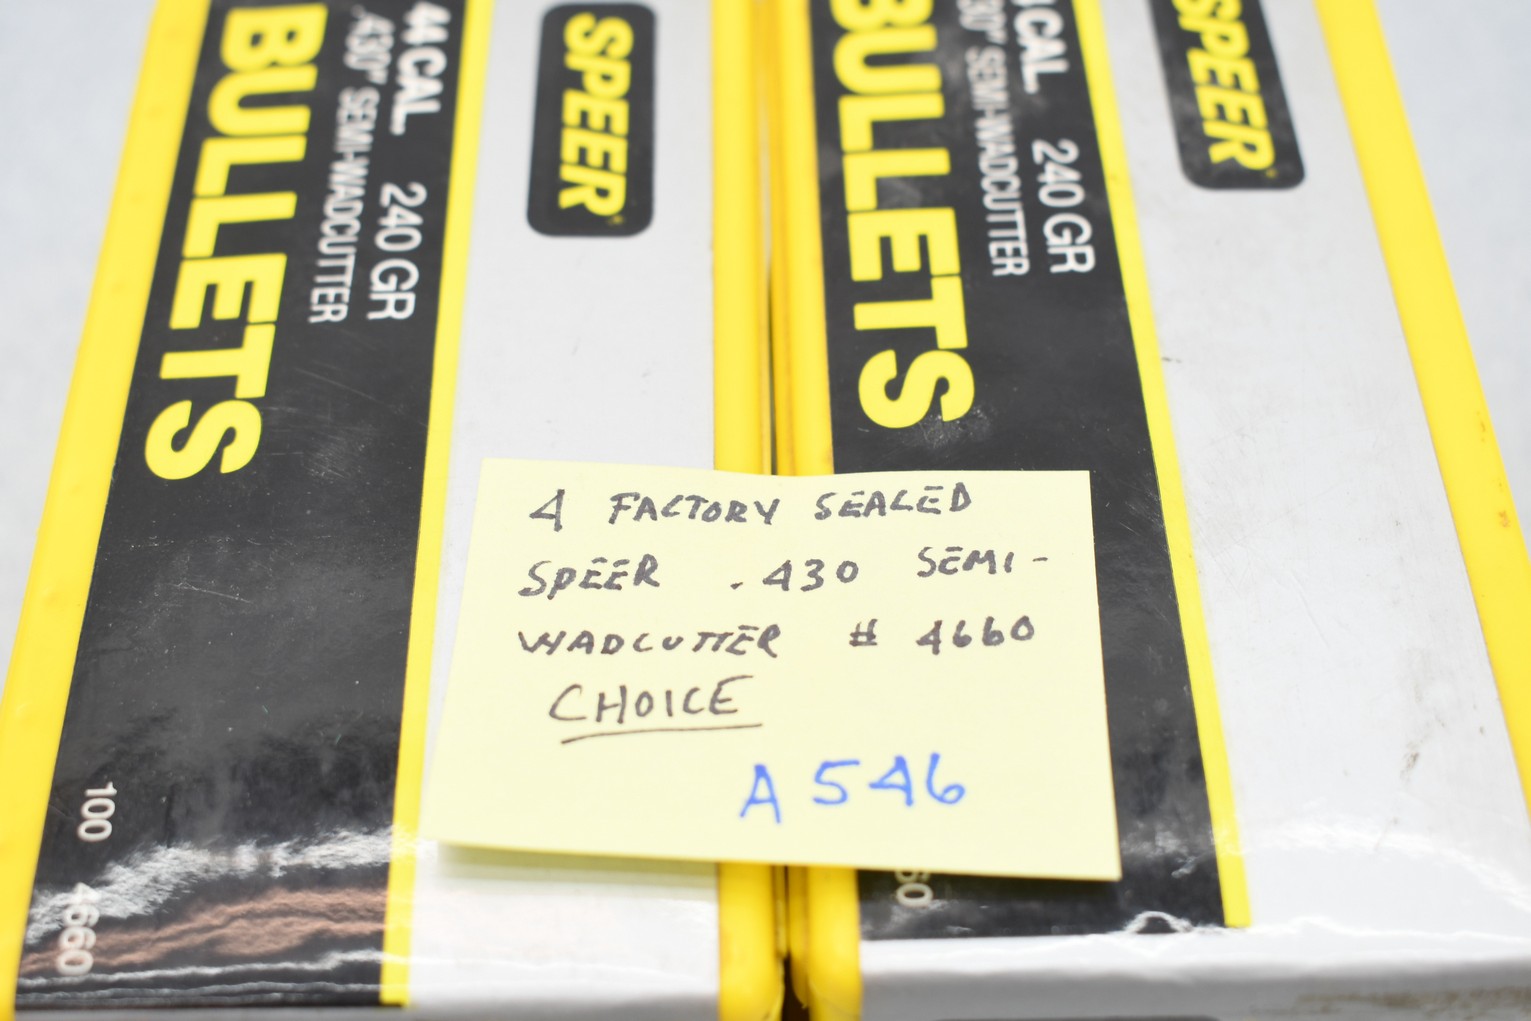 44 CAL. 240 GR
.430" SEMI-WADCUTTER
BULLETS
100 4660
SPEER
CAL. 240 GR
SEMI-WADCUTTER
BULLETS
SPEER
4 FACTORY SEALED
SPEER .430 SEMI-
WADCUTTER # 4660
CHOICE
A546